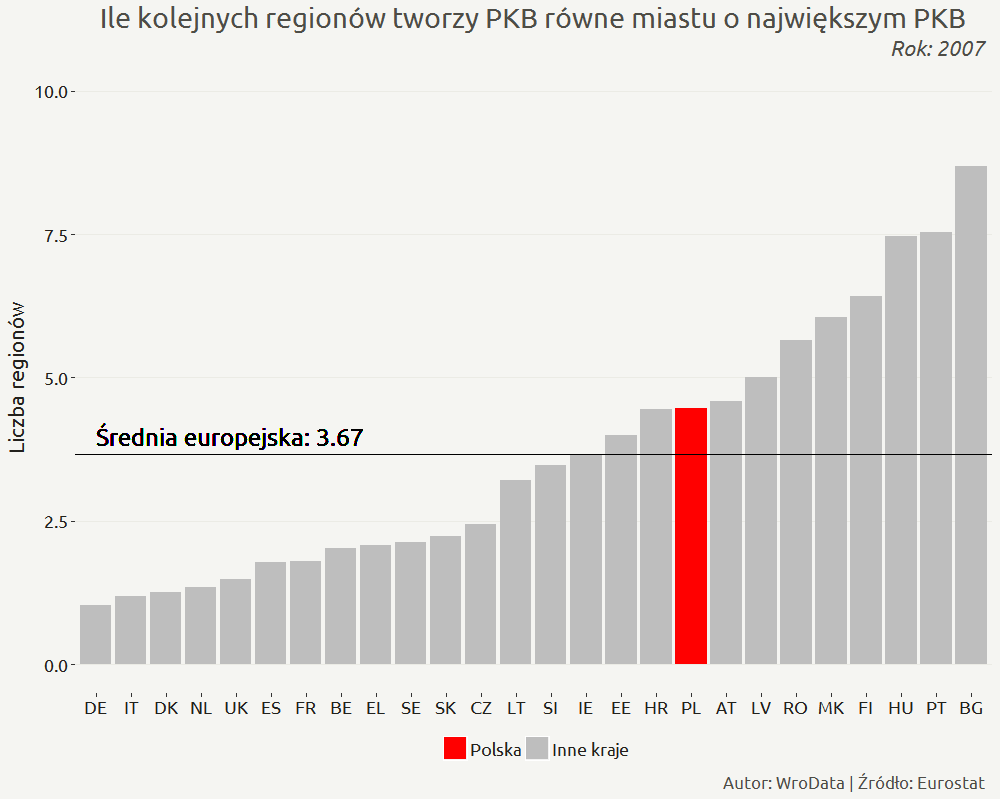 Ile kolejnych regionów tworzy PKB równe miastu o największym PKB
Rok: 2007
Liczba regionów
10.0
7.5
5.0
2.5
0.0
Średnia europejska: 3.67
DE IT DK NL UK ES FR BE EL SE SK CZ LT SI IE EE HR PL AT LV RO MK FI HU PT BG
Polska Inne kraje
Autor: WroData | Źródło: Eurostat